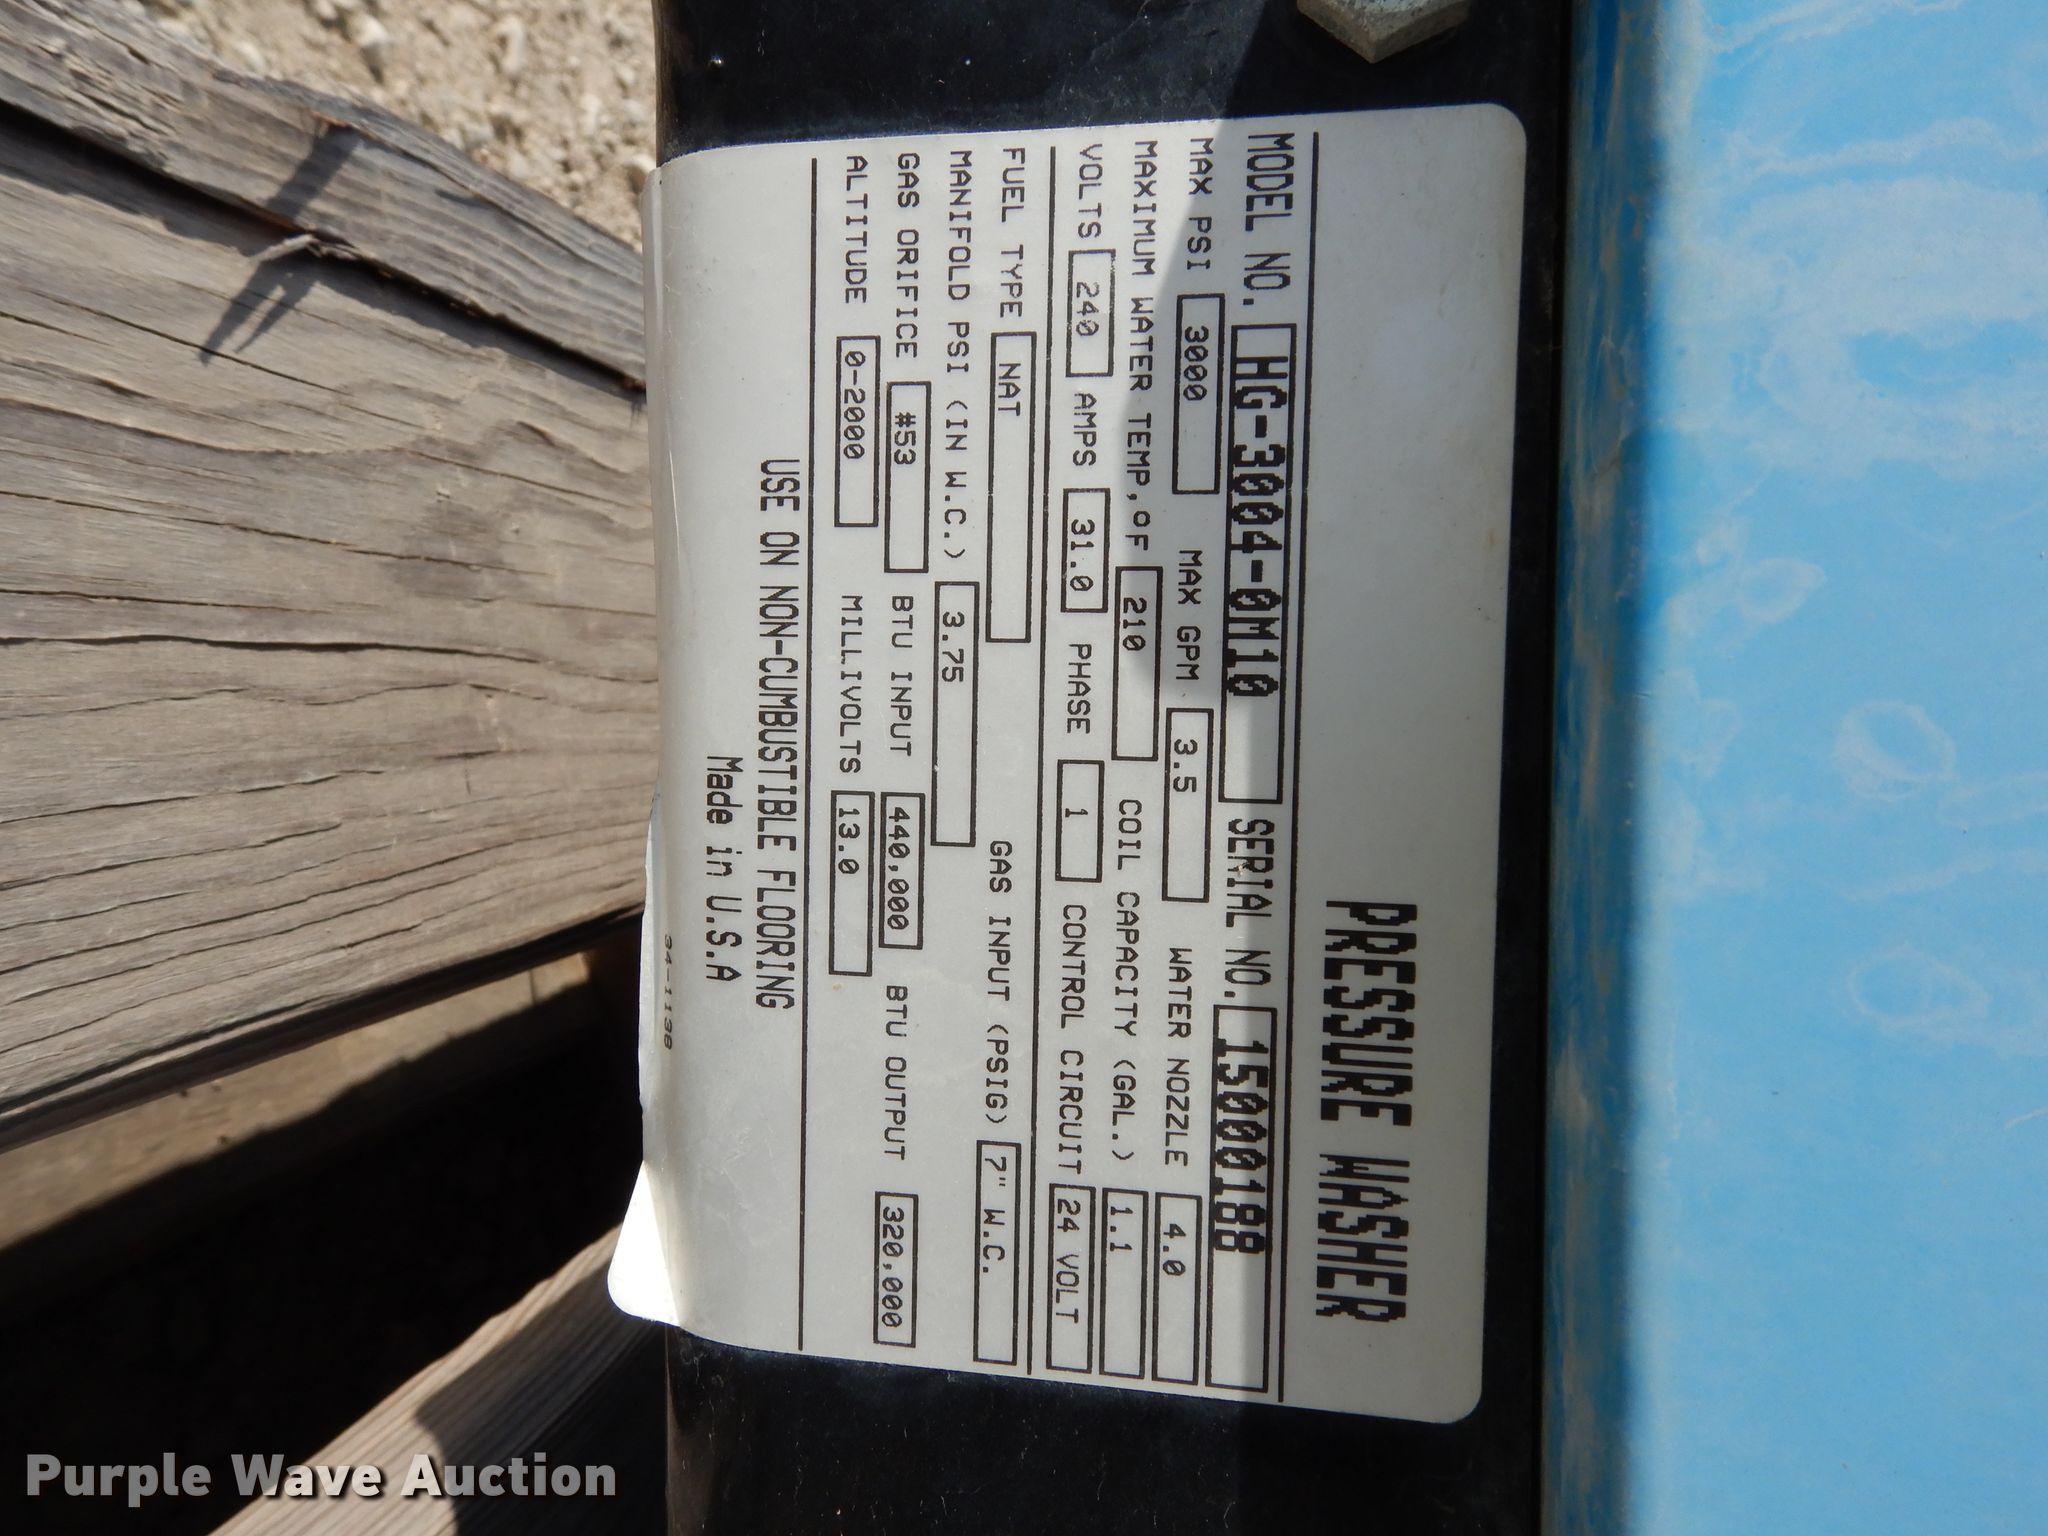 PRESSURE WASHER
MODEL NO. HG-3004-0M10 SERIAL NO. 1500188
MAX PSI 3000 MAX GPM 3.5 WATER NOZZLE 4.0
MAXIMUM WATER TEMP,OF 210 COIL CAPACITY (GAL.) 1.1
VOLTS 240 AMPS 31.0 PHASE 1 CONTROL CIRCUIT 24 VOLT
FUEL TYPE NAT GAS INPUT (PSIG) 7" W.C.
MANIFOLD PSI (IN W.C.) 3.75
GAS ORIFICE #53 BTU INPUT 440,000 BTU OUTPUT 320,000
ALTITUDE 0-2000 MILLIVOLTS 13.0
USE ON NON-CUMBUSTIBLE FLOORING
Made in U.S.A
34-1138
Purple Wave Auction